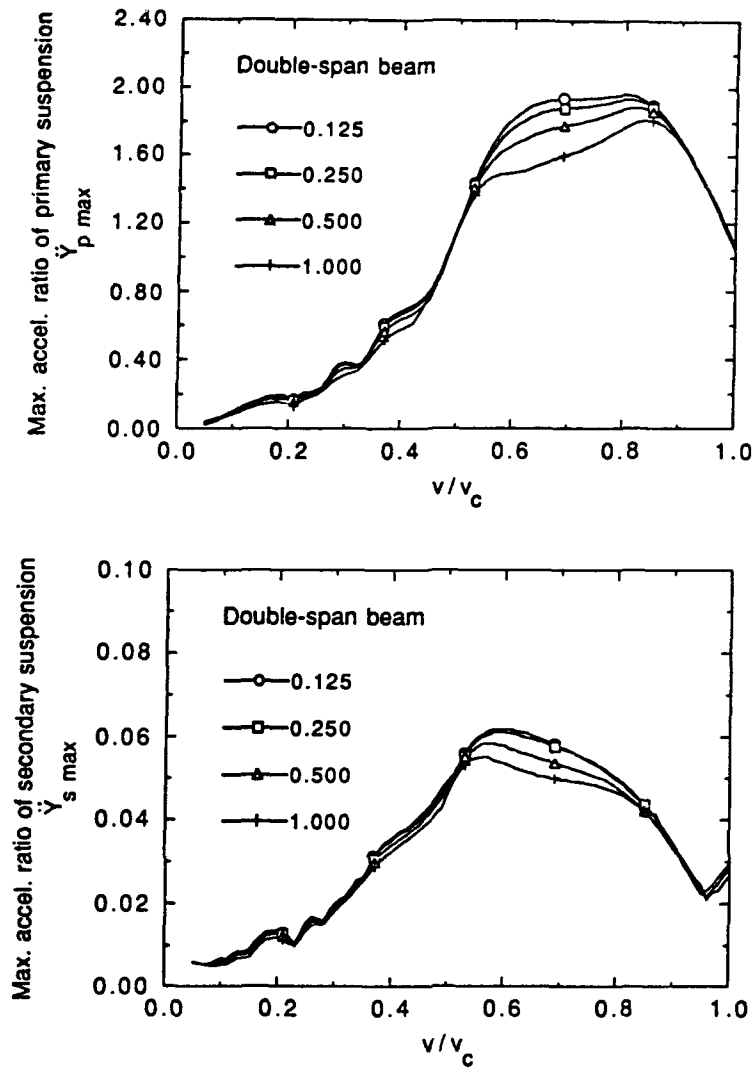 Max. accel. ratio of primary suspension
Ÿp max
2.40
2.00
1.60
1.20
0.80
0.40
0.00
Double-span beam
0.125
0.250
0.500
1.000
0.0 0.2 0.4 0.6 0.8 1.0
v/vc
Max. accel. ratio of secondary suspension
Ÿs max
0.10
0.08
0.06
0.04
0.02
0.00
Double-span beam
0.125
0.250
0.500
1.000
0.0 0.2 0.4 0.6 0.8 1.0
v/vc